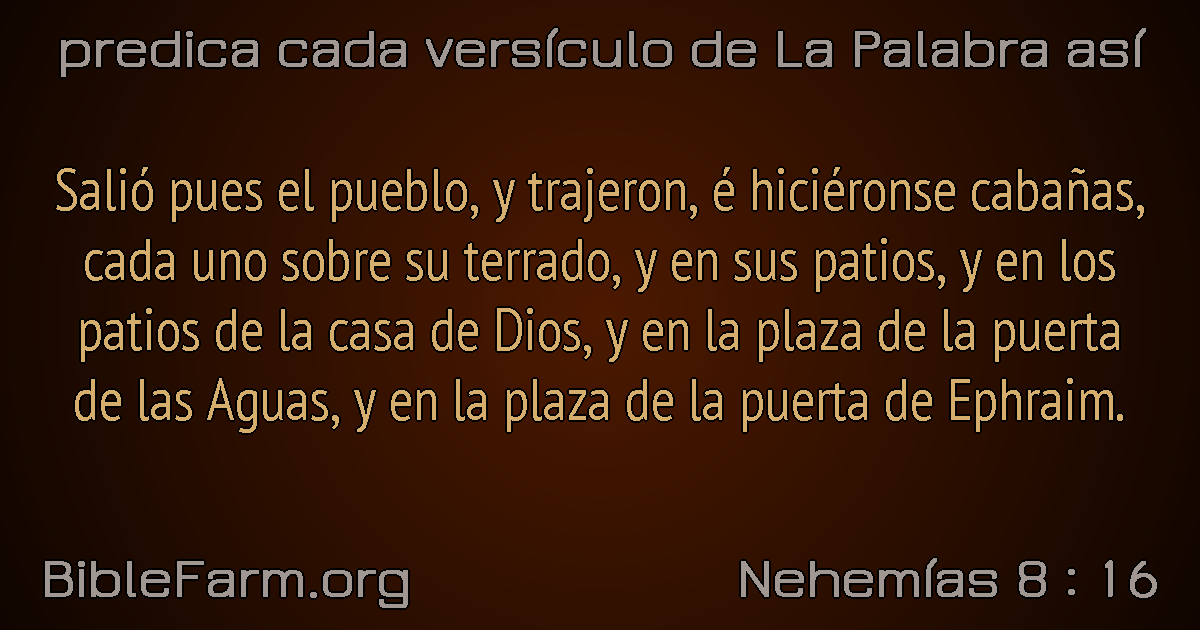 predica cada versículo de La Palabra así
Salió pues el pueblo, y trajeron, é hiciéronse cabañas,
cada uno sobre su terrado, y en sus patios, y en los
patios de la casa de Dios, y en la plaza de la puerta
de las Aguas, y en la plaza de la puerta de Ephraim.
BibleFarm.org
Nehemías 8 : 16